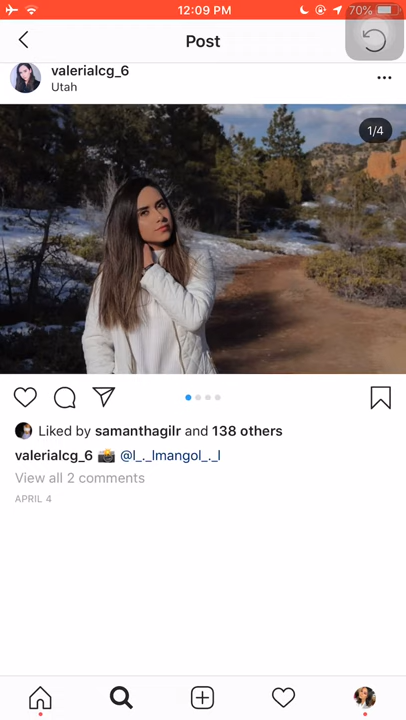 12:09 PM
70%
Post
valerialcg_6
Utah
1/4
Liked by samanthagilr and 138 others
valerialcg_6 📸 @l_._lmangol_._l
View all 2 comments
APRIL 4